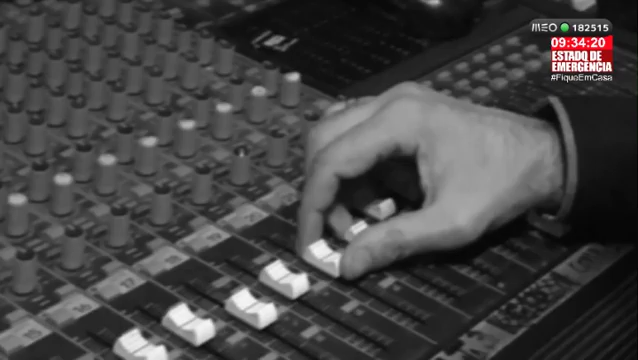 MEO 182515
09:34:20
ESTADO DE
EMERGÊNCIA
#FiqueEmCasa